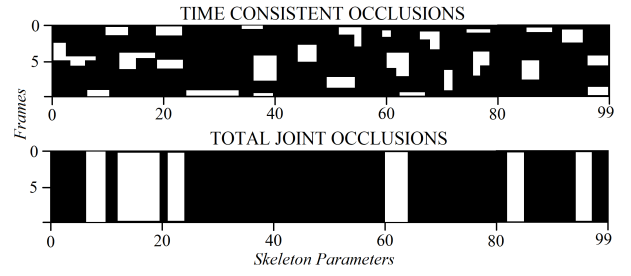 TIME CONSISTENT OCCLUSIONS
0
5
0 20 40 60 80 99
Frames
TOTAL JOINT OCCLUSIONS
0
5
0 20 40 60 80 99
Skeleton Parameters